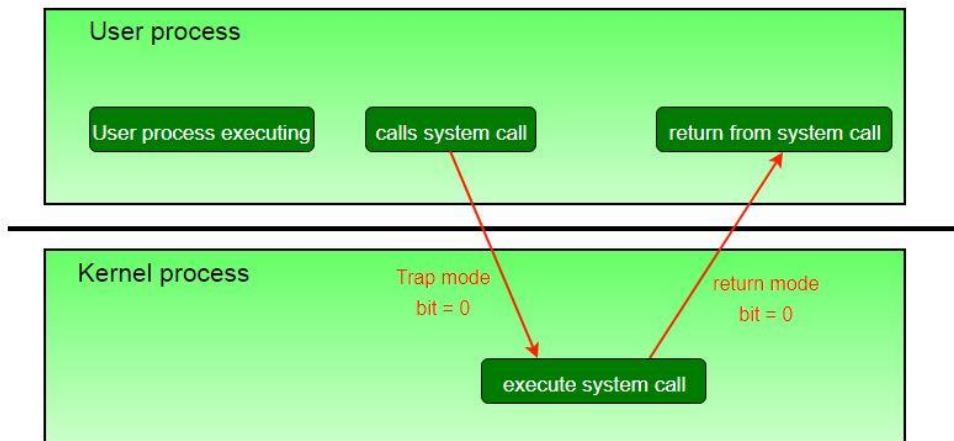 User process
User process executing
calls system call
return from system call
Kernel process
Trap mode
bit = 0
return mode
bit = 0
execute system call